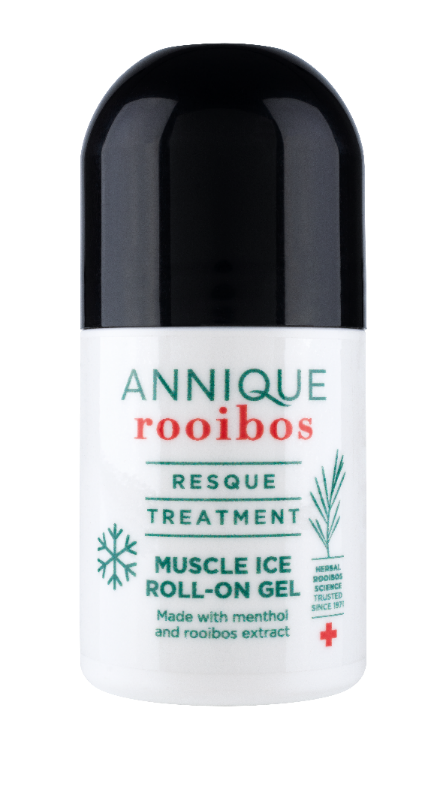 ANNIQUE
rooibos
RESQUE
TREATMENT
MUSCLE ICE
ROLL-ON GEL
Made with menthol
and rooibos extract
HERBAL
ROOIBOS
SCIENCE
TRUSTED
SINCE 1971